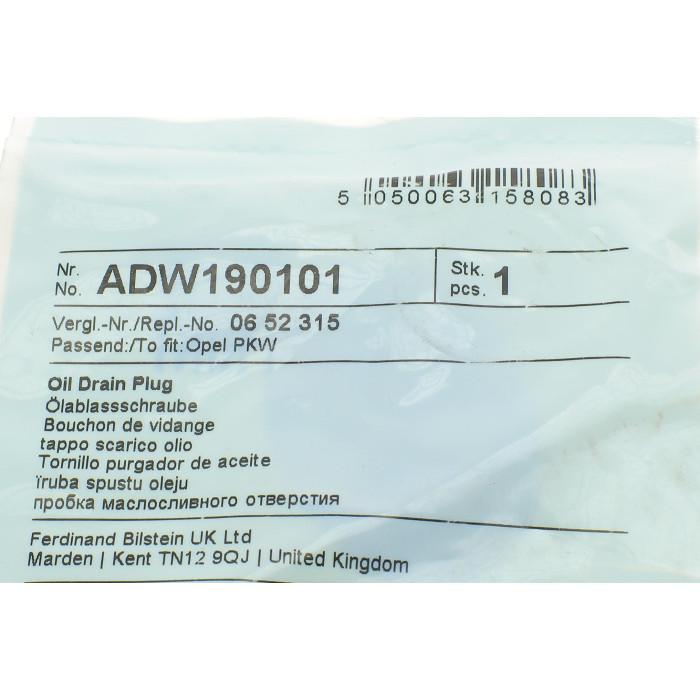 5 050063 158083
Nr. No. ADW190101 Stk. pcs. 1
Vergl.-Nr./Repl.-No. 06 52 315
Passend:/To fit:Opel PKW
Oil Drain Plug
Ölablassschraube
Bouchon de vidange
tappo scarico olio
Tornillo purgador de aceite
ïruba spustu oleju
пробка маслосливного отверстия
Ferdinand Bilstein UK Ltd
Marden | Kent TN12 9QJ | United Kingdom